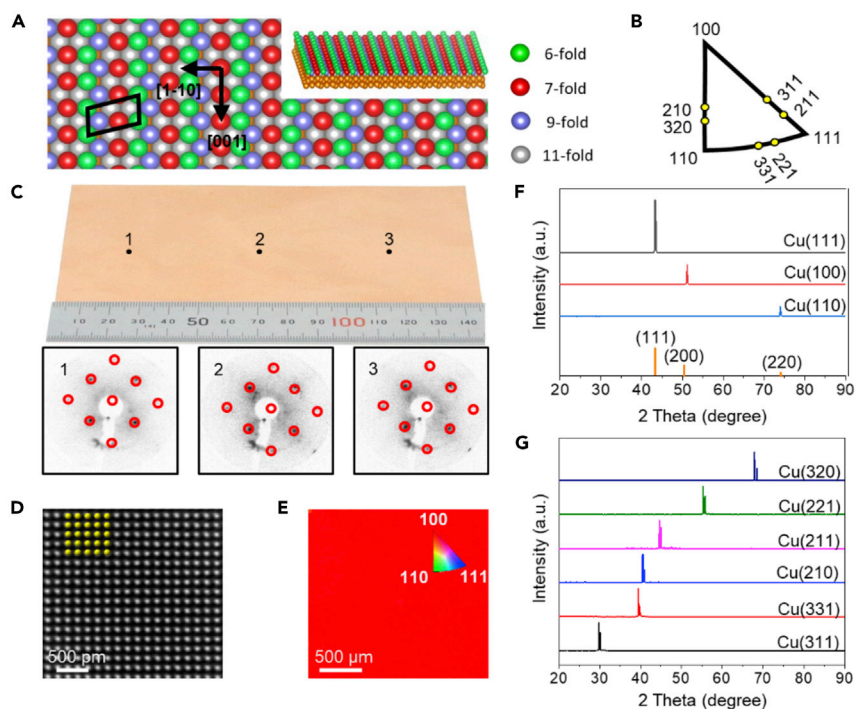 A
[1-10]
[001]
6-fold
7-fold
9-fold
11-fold
B
100
311
211
210
320
111
110
331
221
C
1
2
3
10 20 30 40 50 60 70 80 90 100 110 120 130 140
1
2
3
D
500 pm
E
100
110
111
500 μm
F
Intensity (a.u.)
Cu(111)
Cu(100)
Cu(110)
(111)
(200)
(220)
20 30 40 50 60 70 80 90
2 Theta (degree)
G
Intensity (a.u.)
Cu(320)
Cu(221)
Cu(211)
Cu(210)
Cu(331)
Cu(311)
20 30 40 50 60 70 80 90
2 Theta (degree)